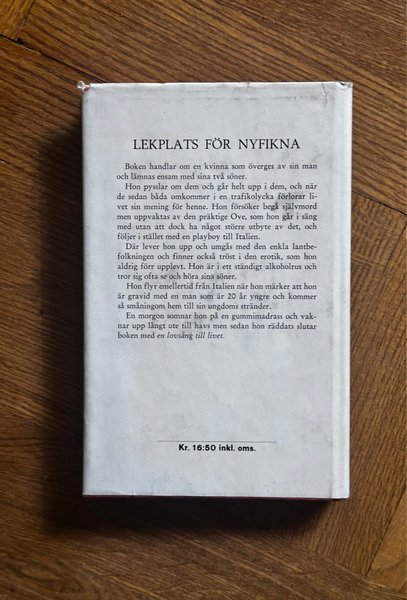 LEKPLATS FÖR NYFIKNA
Boken handlar om en kvinna som överges av sin man
och lämnas ensam med sina två söner.
Hon pysslar om dem och går helt upp i dem, och när
de sedan båda omkommer i en trafikolycka förlorar li-
vet sin mening för henne. Hon försöker begå självmord
men uppvaktas av den präktige Ove, som hon går i säng
med utan att dock ha något större utbyte av det, och
följer i stället med en playboy till Italien.
Där lever hon upp och umgås med den enkla lantbe-
folkningen och finner också tröst i den erotik, som hon
aldrig förr upplevt. Hon är i ett ständigt alkoholrus och
tror sig ofta se och höra sina söner.
Hon flyr emellertid från Italien när hon märker att hon
är gravid med en man som är 20 år yngre och kommer
så småningom hem till sin ungdoms stränder.
En morgon somnar hon på en gummimadrass och vak-
nar upp långt ute till havs men sedan hon räddats slutar
boken med en lovsång till livet.
Kr. 16:50 inkl. oms.